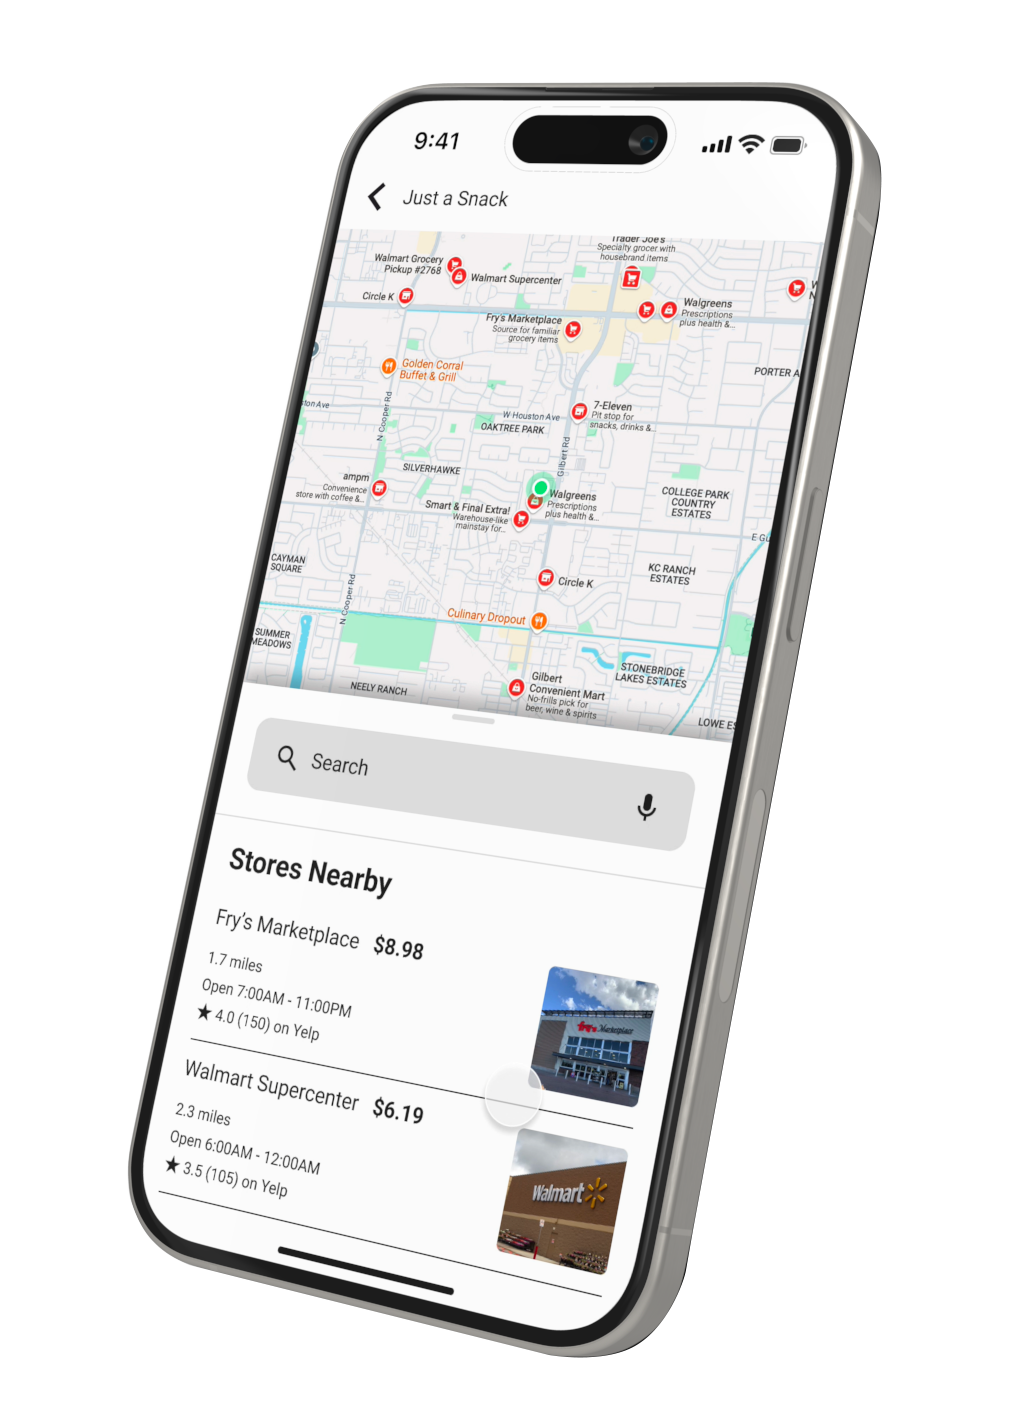 9:41
Just a Snack
Trader Joe's
Specialty grocer with
housebrand items
Walmart Grocery
Pickup #2768
Walmart Supercenter
Circle K
Walgreens
Prescriptions
plus health &...
W
N
Fry's Marketplace
Source for familiar
grocery items
Golden Corral
Buffet & Grill
PORTER A
ton Ave
N Cooper Rd
7-Eleven
Pit stop for
snacks, drinks &...
W Houston Ave
OAKTREE PARK
Gilbert Rd
SILVERHAWKE
ampm
Convenience
store with coffee &...
Walgreens
Prescriptions
plus health &...
COLLEGE PARK
COUNTRY
ESTATES
Smart & Final Extra!
Warehouse-like
mainstay for...
E Gu
CAYMAN
SQUARE
KC RANCH
ESTATES
Circle K
N Cooper Rd
Culinary Dropout
SUMMER
MEADOWS
STONEBRIDGE
LAKES ESTATES
Gilbert
Convenient Mart
No-frills pick for
beer, wine & spirits
NEELY RANCH
LOWE ES
Search
Stores Nearby
Fry's Marketplace $8.98
1.7 miles
Open 7:00AM - 11:00PM
★ 4.0 (150) on Yelp
fry's Marketplace
Walmart Supercenter $6.19
2.3 miles
Open 6:00AM - 12:00AM
★ 3.5 (105) on Yelp
Walmart